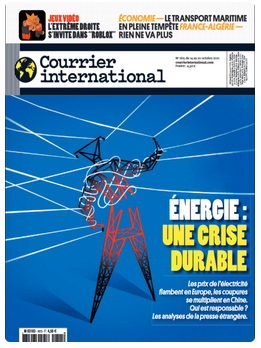 JEUX VIDÉO
L'EXTRÊME DROITE
S'INVITE DANS "ROBLOX"
ÉCONOMIE — LE TRANSPORT MARITIME
EN PLEINE TEMPÊTE FRANCE-ALGÉRIE —
RIEN NE VA PLUS
Courrier
international
courrierinternational.com
ÉNERGIE :
UNE CRISE
DURABLE
Les prix de l'électricité
flambent en Europe, les coupures
se multiplient en Chine.
Qui est responsable ?
Les analyses de la presse étrangère.